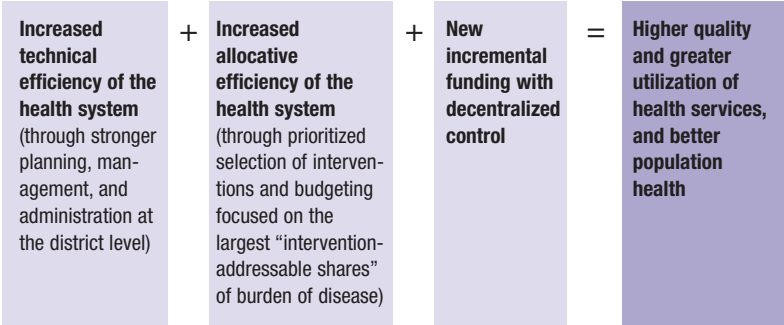 Increased
technical
efficiency of the
health system
(through stronger
planning, man-
agement, and
administration at
the district level)
+
Increased
allocative
efficiency of the
health system
(through prioritized
selection of interven-
tions and budgeting
focused on the
largest “intervention-
addressable shares”
of burden of disease)
+
New
incremental
funding with
decentralized
control
=
Higher quality
and greater
utilization of
health services,
and better
population
health